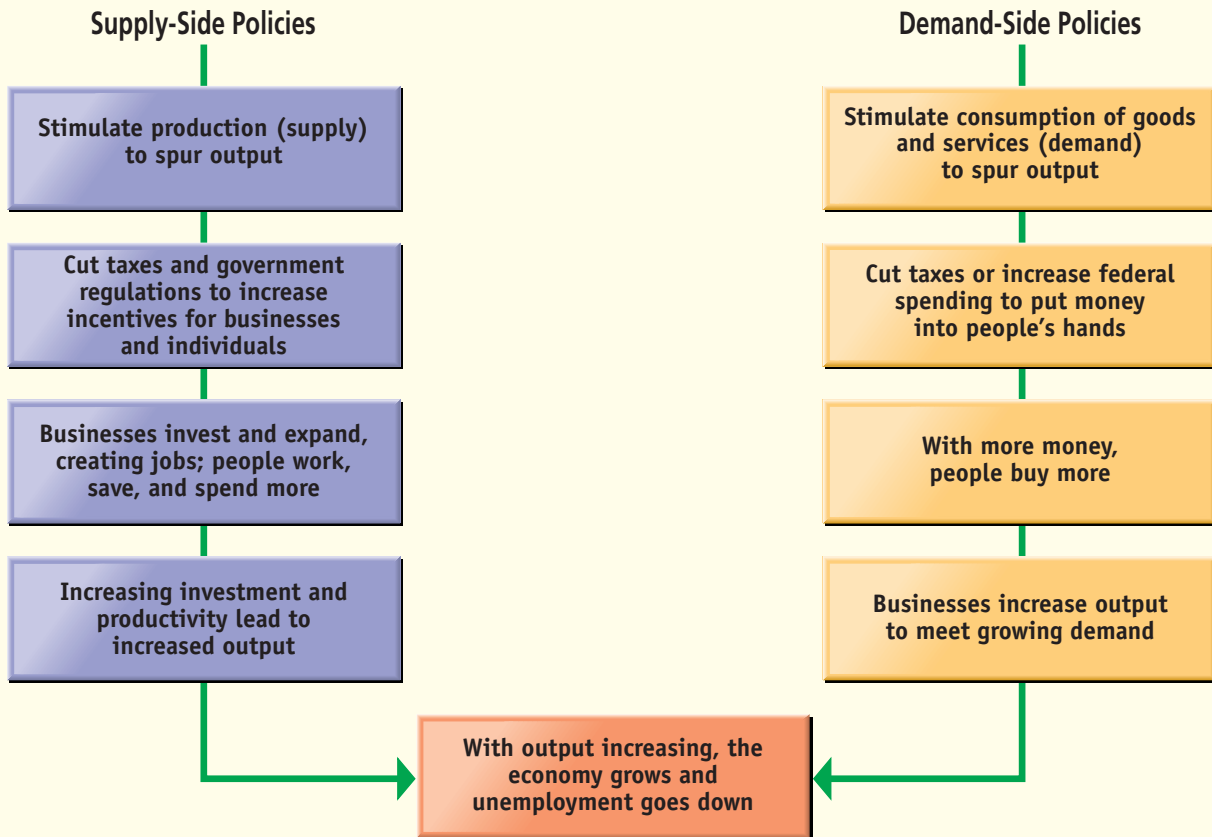 Supply-Side Policies
Stimulate production (supply)
to spur output
Cut taxes and government
regulations to increase
incentives for businesses
and individuals
Businesses invest and expand,
creating jobs; people work,
save, and spend more
Increasing investment and
productivity lead to
increased output
Demand-Side Policies
Stimulate consumption of goods
and services (demand)
to spur output
Cut taxes or increase federal
spending to put money
into people’s hands
With more money,
people buy more
Businesses increase output
to meet growing demand
With output increasing, the
economy grows and
unemployment goes down